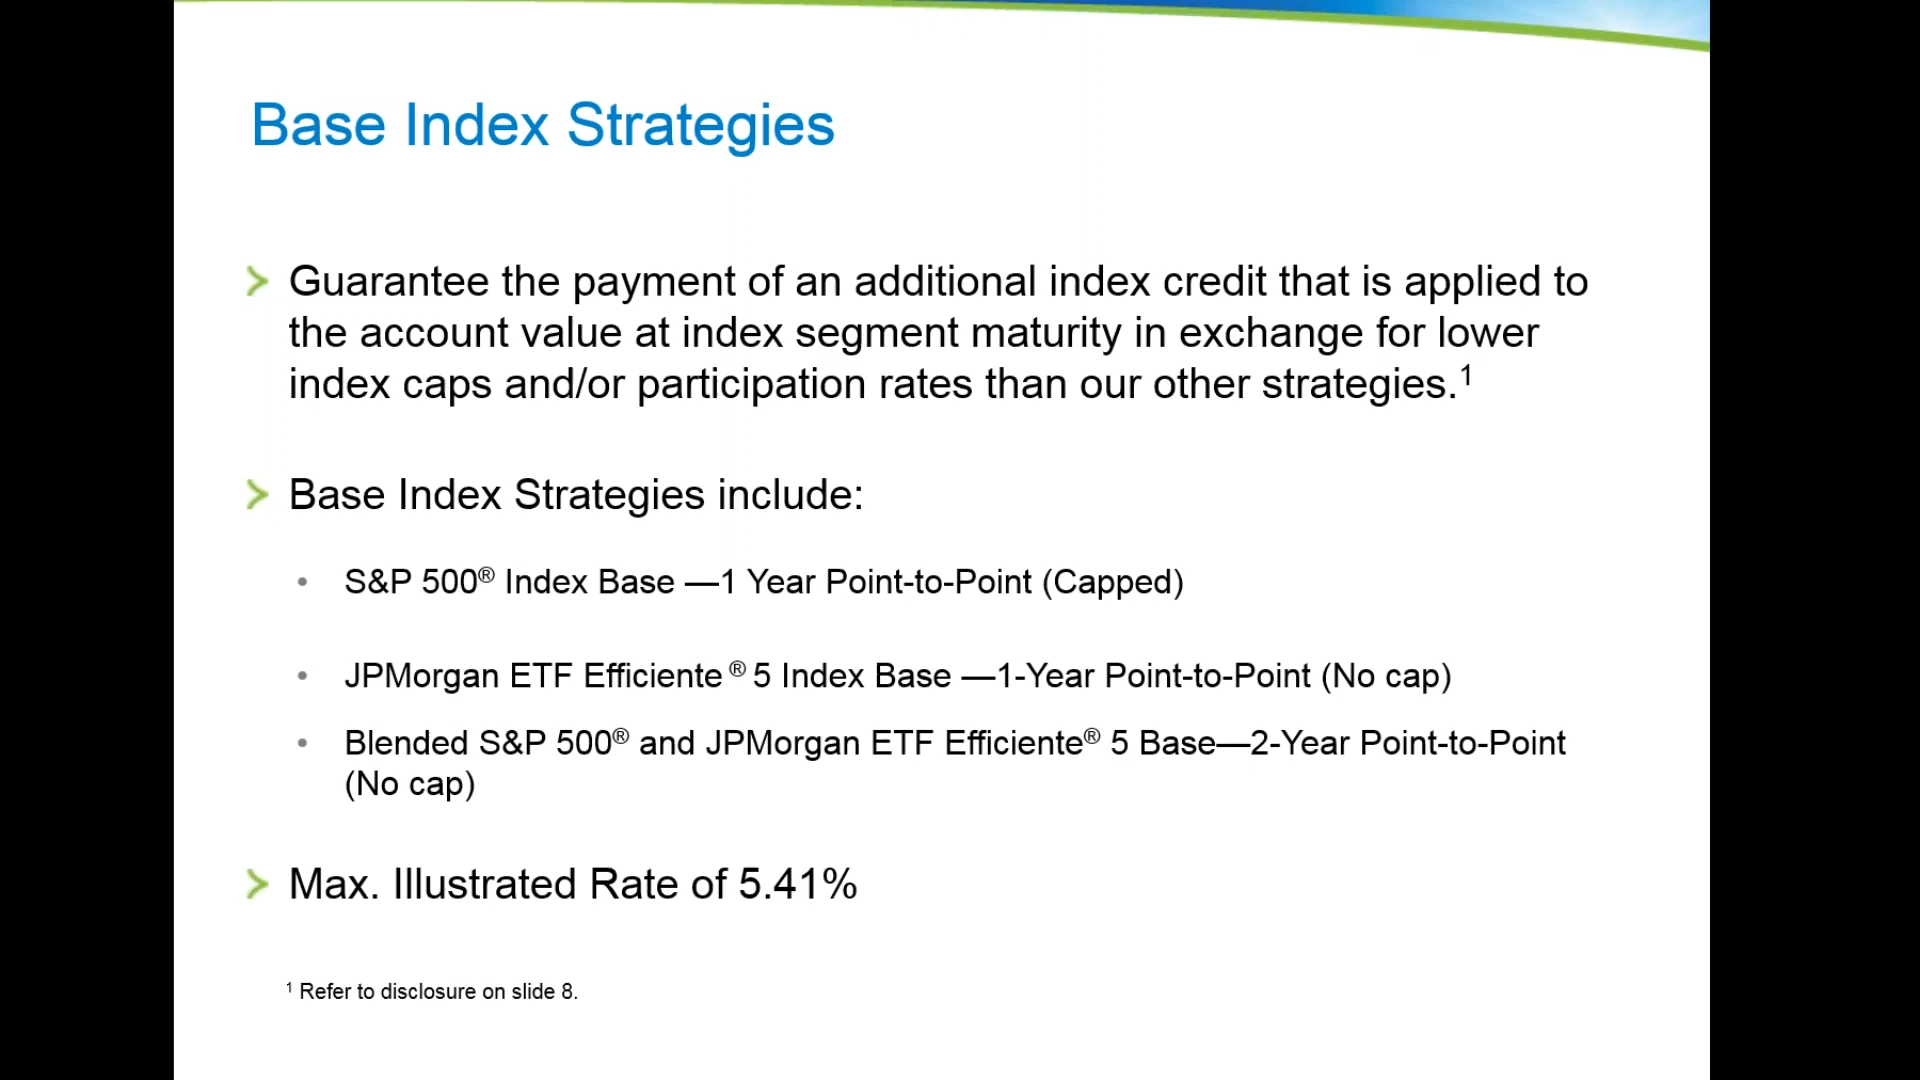 Base Index Strategies
Guarantee the payment of an additional index credit that is applied to
the account value at index segment maturity in exchange for lower
index caps and/or participation rates than our other strategies.¹
Base Index Strategies include:
• S&P 500® Index Base —1 Year Point-to-Point (Capped)
• JPMorgan ETF Efficiente ® 5 Index Base —1-Year Point-to-Point (No cap)
• Blended S&P 500® and JPMorgan ETF Efficiente® 5 Base—2-Year Point-to-Point
(No cap)
Max. Illustrated Rate of 5.41%
¹ Refer to disclosure on slide 8.